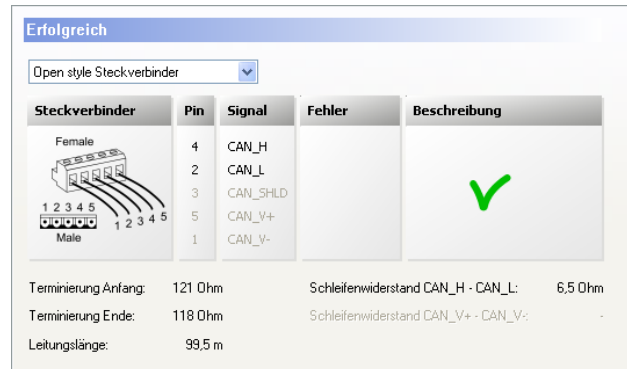 Erfolgreich
Open style Steckverbinder
Steckverbinder Pin Signal Fehler Beschreibung
Female
4 CAN_H
2 CAN_L
3 CAN_SHLD
5 CAN_V+
1 CAN_V-
1 2 3 4 5
1 2 3 4 5
Male
Terminierung Anfang: 121 Ohm Schleifenwiderstand CAN_H - CAN_L: 6,5 Ohm
Terminierung Ende: 118 Ohm Schleifenwiderstand CAN_V+ - CAN_V-: -
Leitungslänge: 99,5 m